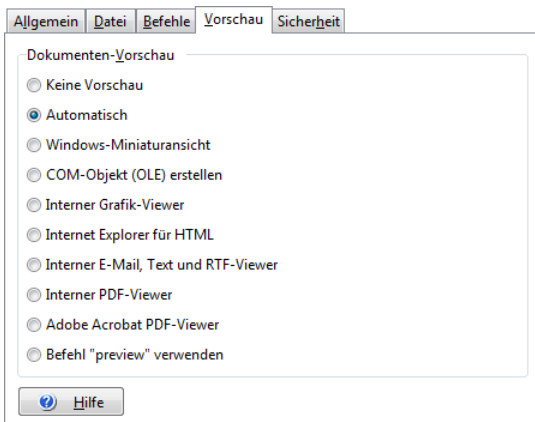 Allgemein Datei Befehle Vorschau Sicherheit
Dokumenten-Vorschau
Keine Vorschau
Automatisch
Windows-Miniaturansicht
COM-Objekt (OLE) erstellen
Interner Grafik-Viewer
Internet Explorer für HTML
Interner E-Mail, Text und RTF-Viewer
Interner PDF-Viewer
Adobe Acrobat PDF-Viewer
Befehl "preview" verwenden
Hilfe